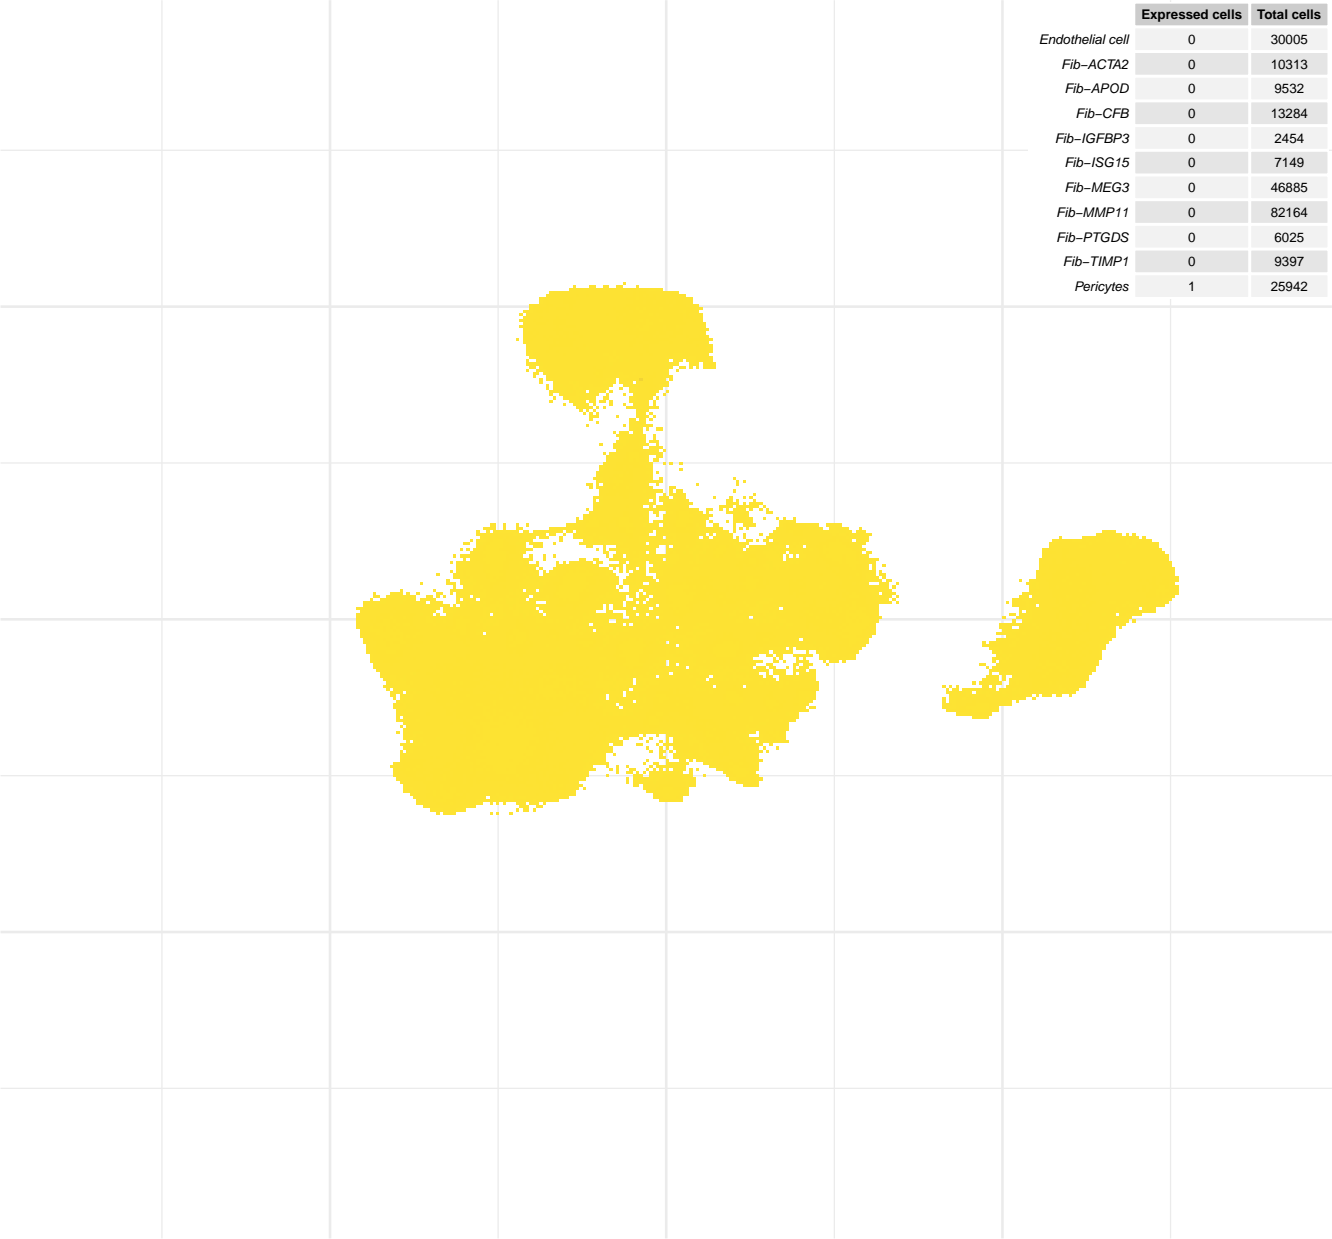 Expressed cells Total cells
Endothelial cell 0 30005
Fib−ACTA2 0 10313
Fib−APOD 0 9532
Fib−CFB 0 13284
Fib−IGFBP3 0 2454
Fib−ISG15 0 7149
Fib−MEG3 0 46885
Fib−MMP11 0 82164
Fib−PTGDS 0 6025
Fib−TIMP1 0 9397
Pericytes 1 25942